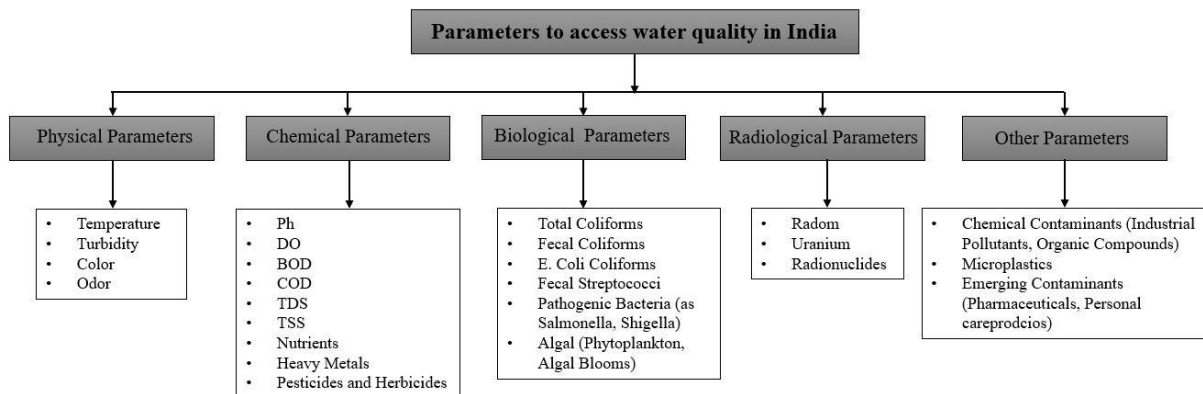 Parameters to access water quality in India
Physical Parameters
Chemical Parameters
Biological Parameters
Radiological Parameters
Other Parameters
• Temperature
• Turbidity
• Color
• Odor
• Ph
• DO
• BOD
• COD
• TDS
• TSS
• Nutrients
• Heavy Metals
• Pesticides and Herbicides
• Total Coliforms
• Fecal Coliforms
• E. Coli Coliforms
• Fecal Streptococci
• Pathogenic Bacteria (as
Salmonella, Shigella)
• Algal (Phytoplankton,
Algal Blooms)
• Radom
• Uranium
• Radionuclides
• Chemical Contaminants (Industrial
Pollutants, Organic Compounds)
• Microplastics
• Emerging Contaminants
(Pharmaceuticals, Personal
careprodcios)